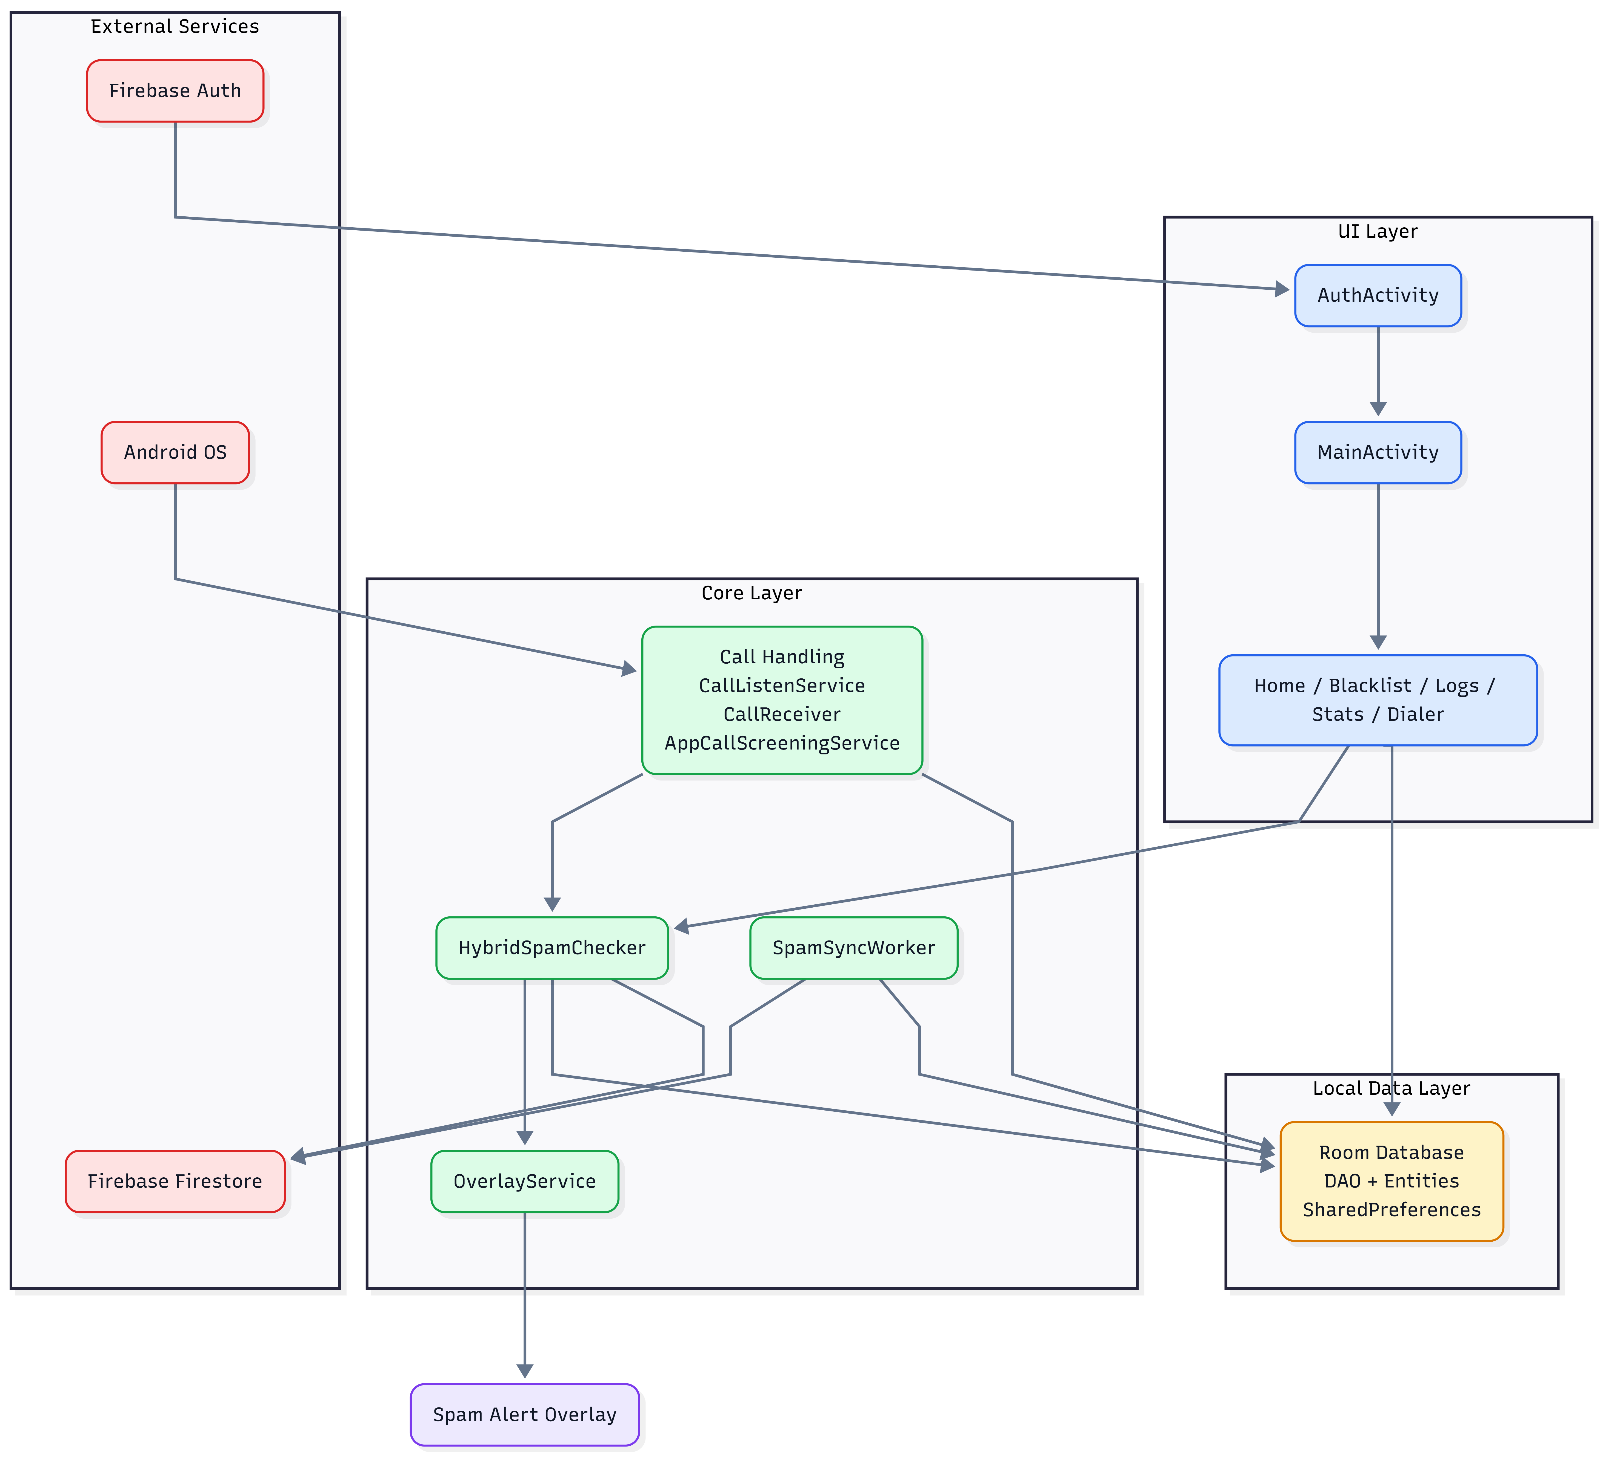 External Services
Firebase Auth
UI Layer
AuthActivity
Android OS
MainActivity
Core Layer
Call Handling
CallListenService
CallReceiver
AppCallScreeningService
Home / Blacklist / Logs /
Stats / Dialer
HybridSpamChecker
SpamSyncWorker
Local Data Layer
Firebase Firestore
OverlayService
Room Database
DAO + Entities
SharedPreferences
Spam Alert Overlay